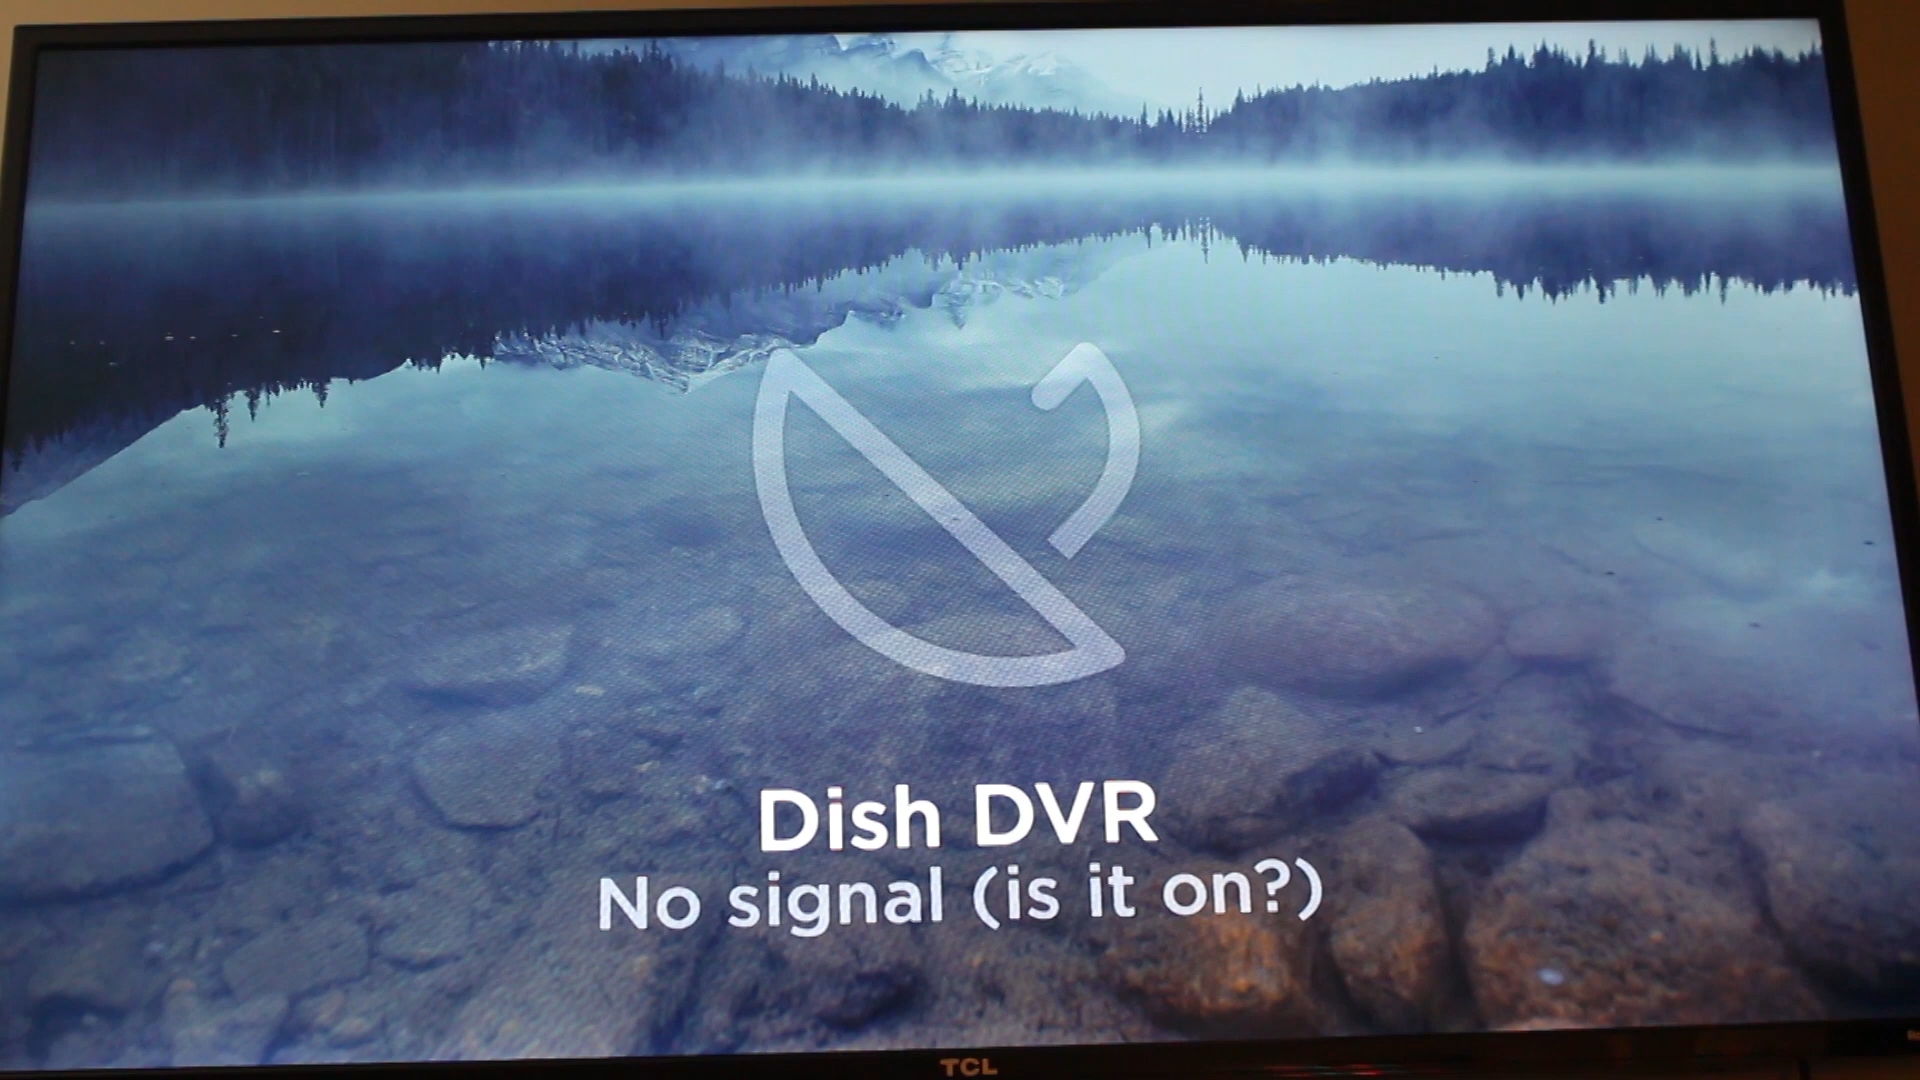 Dish DVR
No signal (is it on?)
TCL